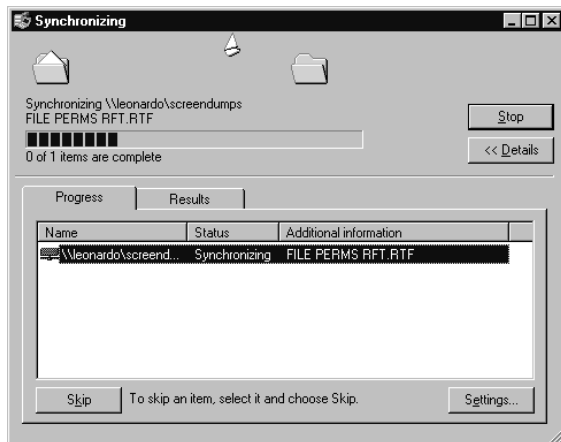 Synchronizing
Synchronizing \\leonardo\screendumps
FILE PERMS RFT.RTF
Stop
0 of 1 items are complete
<< Details
Progress Results
Name Status Additional information
\\leonardo\screend... Synchronizing FILE PERMS RFT.RTF
Skip To skip an item, select it and choose Skip. Settings...